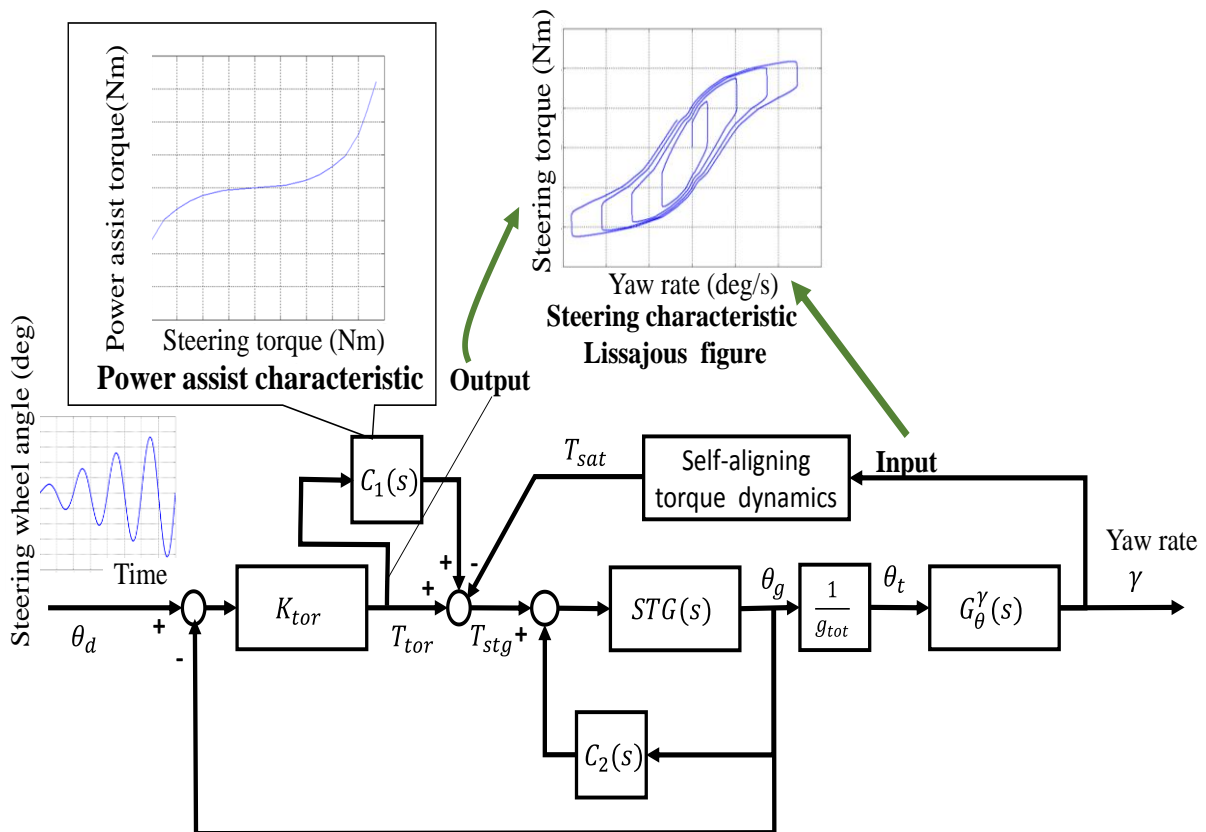 Power assist torque(Nm)
Steering torque (Nm)
Power assist characteristic
Steering torque (Nm)
Yaw rate (deg/s)
Steering characteristic
Lissajous figure
Output
Input
Steering wheel angle (deg)
Time
C₁(s)
T_sat
Self-aligning
torque dynamics
Yaw rate
γ
θ_d
+
-
K_tor
T_tor
+
+
-
T_stg
+
STG(s)
θ_g
1
g_tot
θ_t
G_θ^γ(s)
C₂(s)